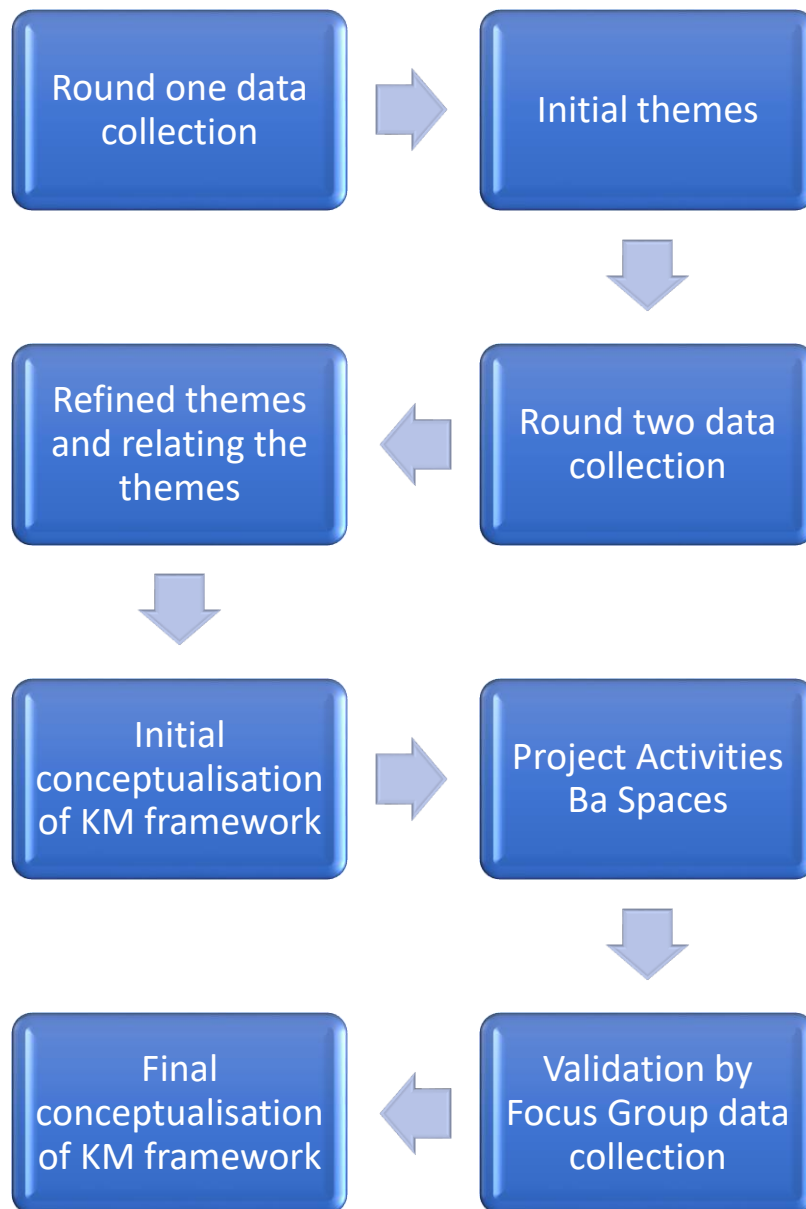 Round one data
collection
Initial themes
Round two data
collection
Refined themes
and relating the
themes
Initial
conceptualisation
of KM framework
Project Activities
Ba Spaces
Validation by
Focus Group data
collection
Final
conceptualisation
of KM framework